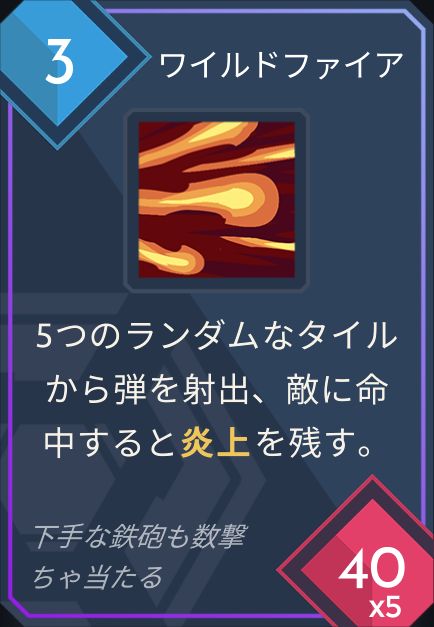 3
ワイルドファイア
5つのランダムなタイル
から弾を射出、敵に命
中すると炎上を残す。
下手な鉄砲も数撃
ちゃ当たる
40
x5